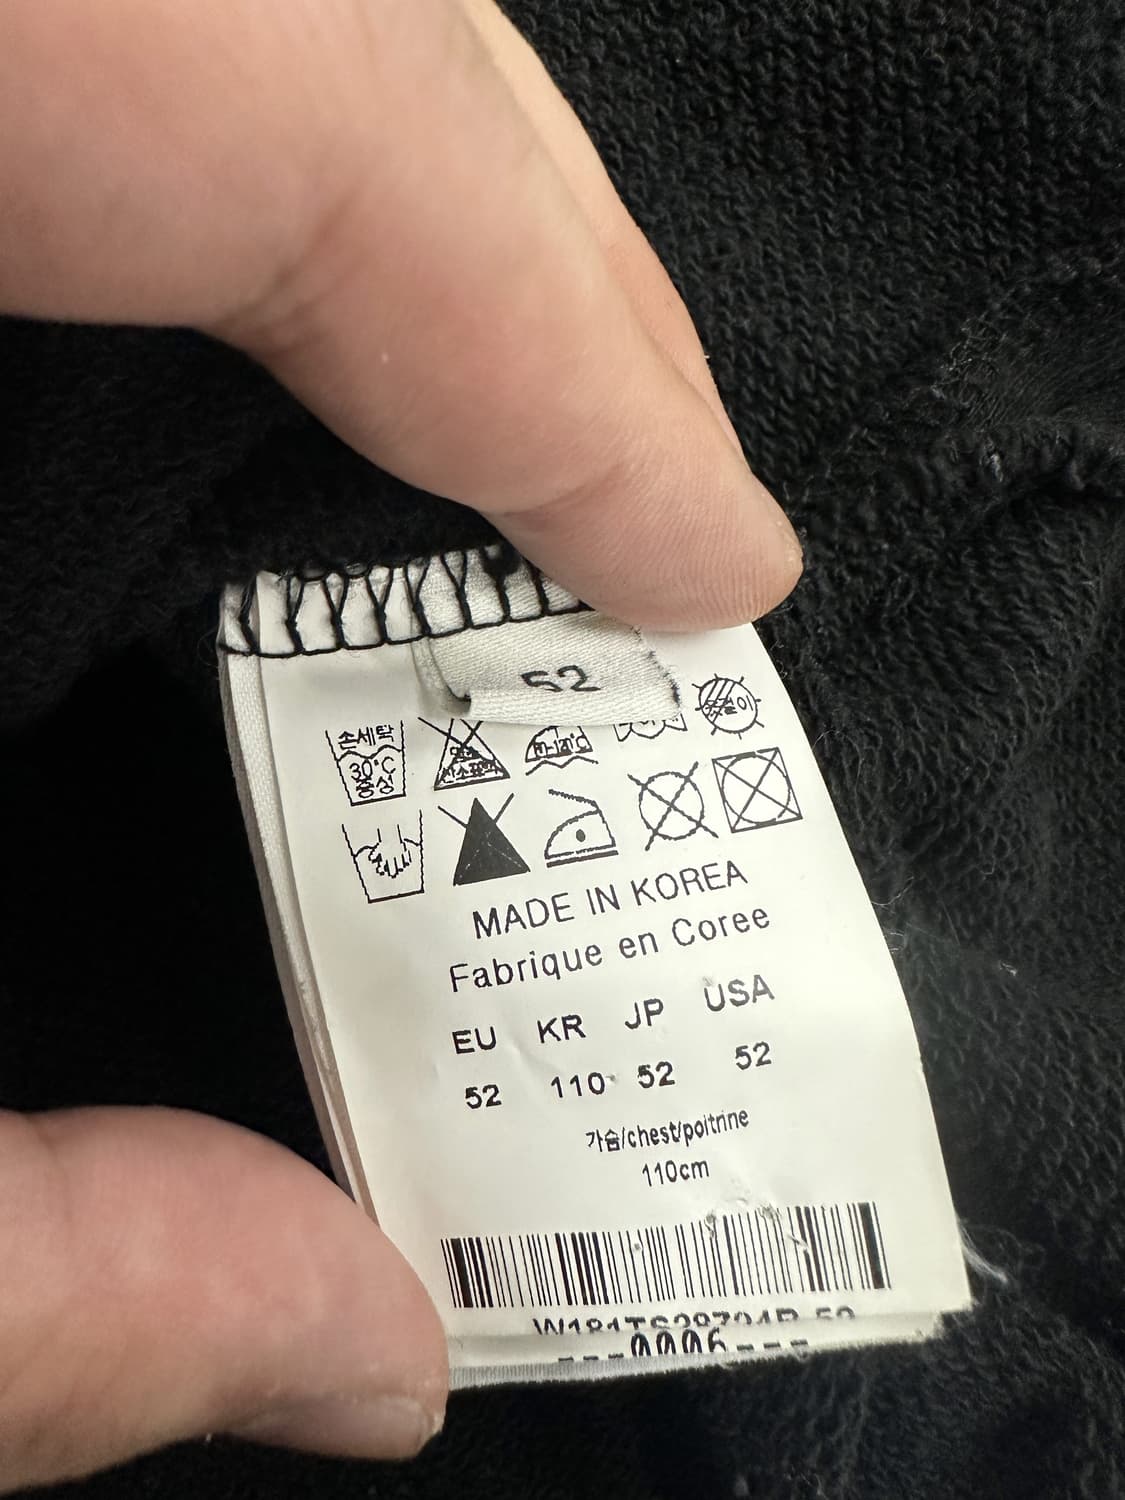 52
손세탁
30°C
중성
MADE IN KOREA
Fabrique en Coree
EU KR JP USA
52 110 52 52
가슴/chest/poitrine
110cm
---0006---